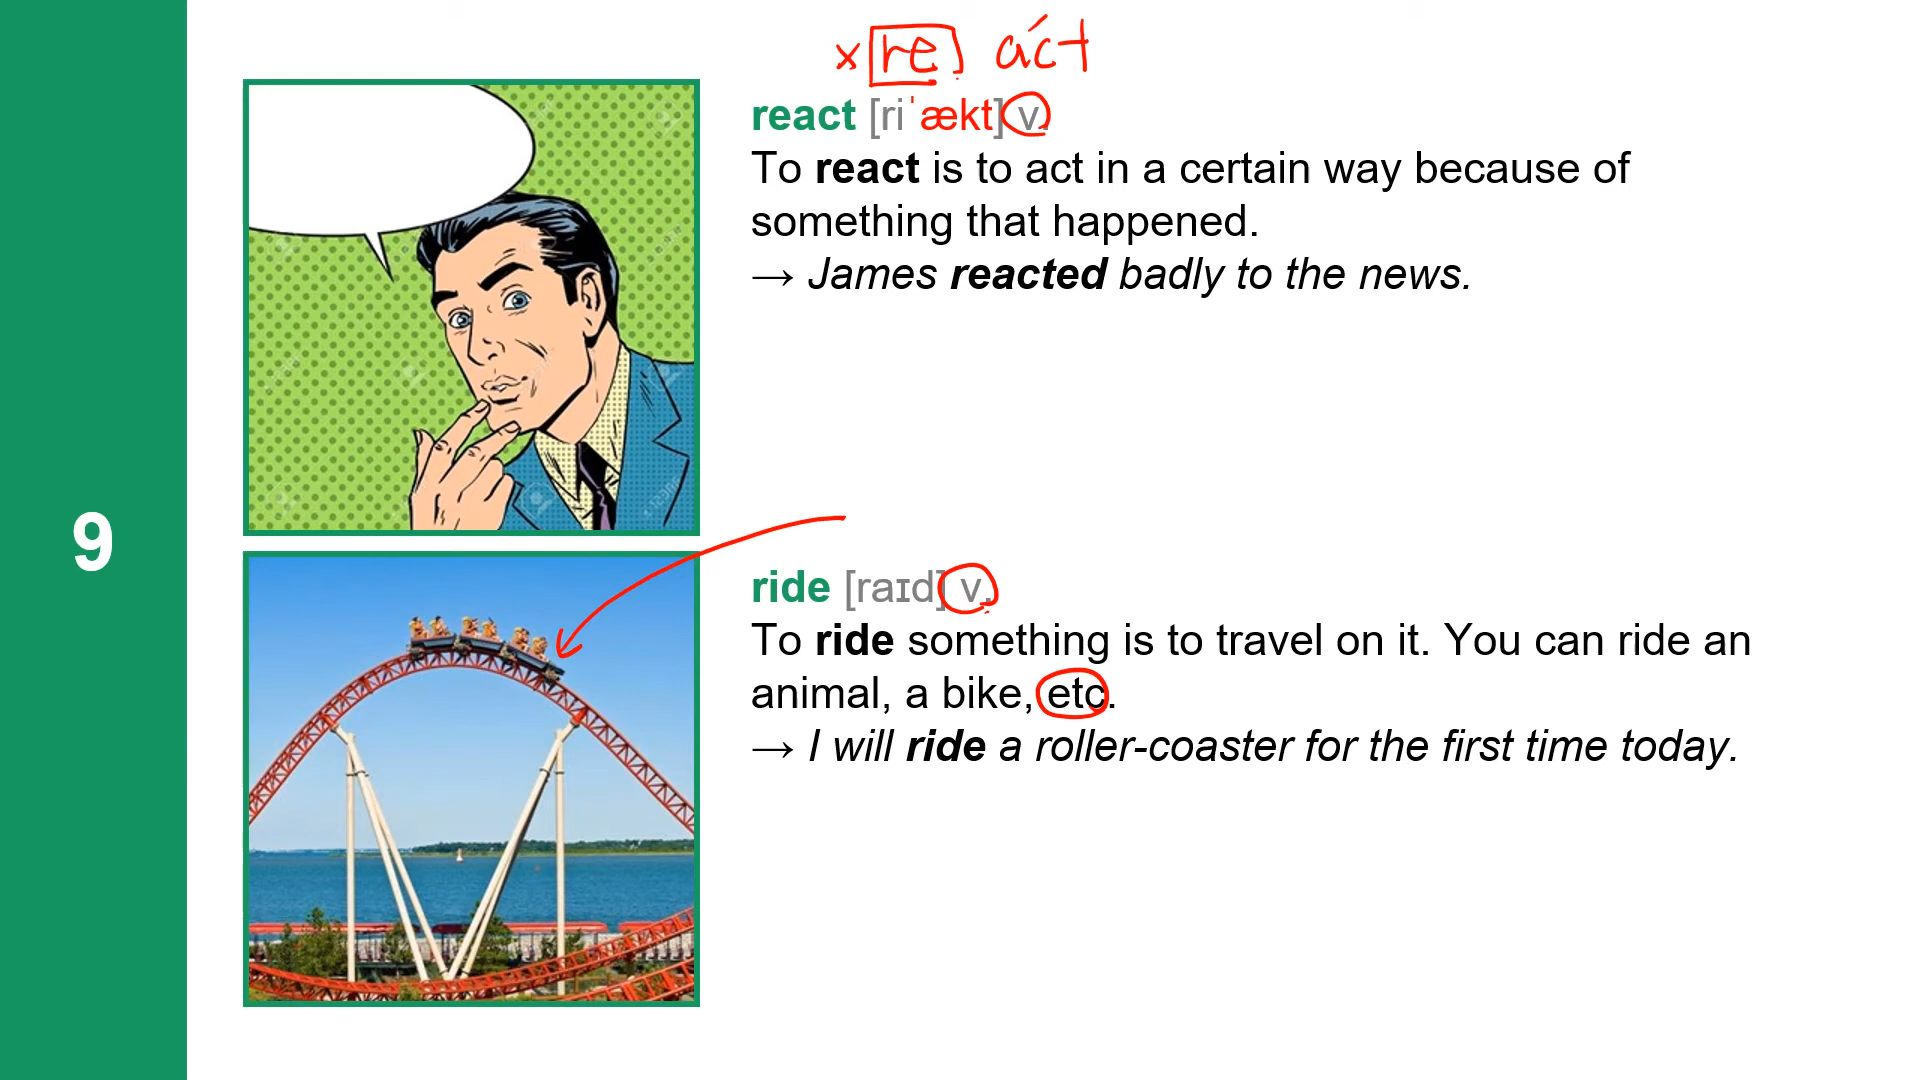 x re) áct
react [riˈækt] v.
To react is to act in a certain way because of
something that happened.
→ James reacted badly to the news.
9
ride [raɪd] v.
To ride something is to travel on it. You can ride an
animal, a bike, etc.
→ I will ride a roller-coaster for the first time today.